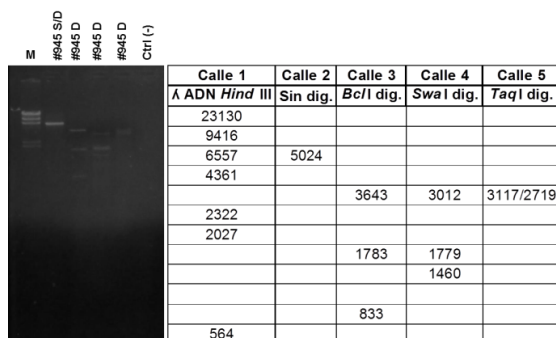 M
#945 S/D
#945 D
#945 D
#945 D
Ctrl (-)
Calle 1 Calle 2 Calle 3 Calle 4 Calle 5
ʎ ADN Hind III Sin dig. BclI dig. SwaI dig. TaqI dig.
23130
9416
6557 5024
4361
3643 3012 3117/2719
2322
2027
1783 1779
1460
833
564